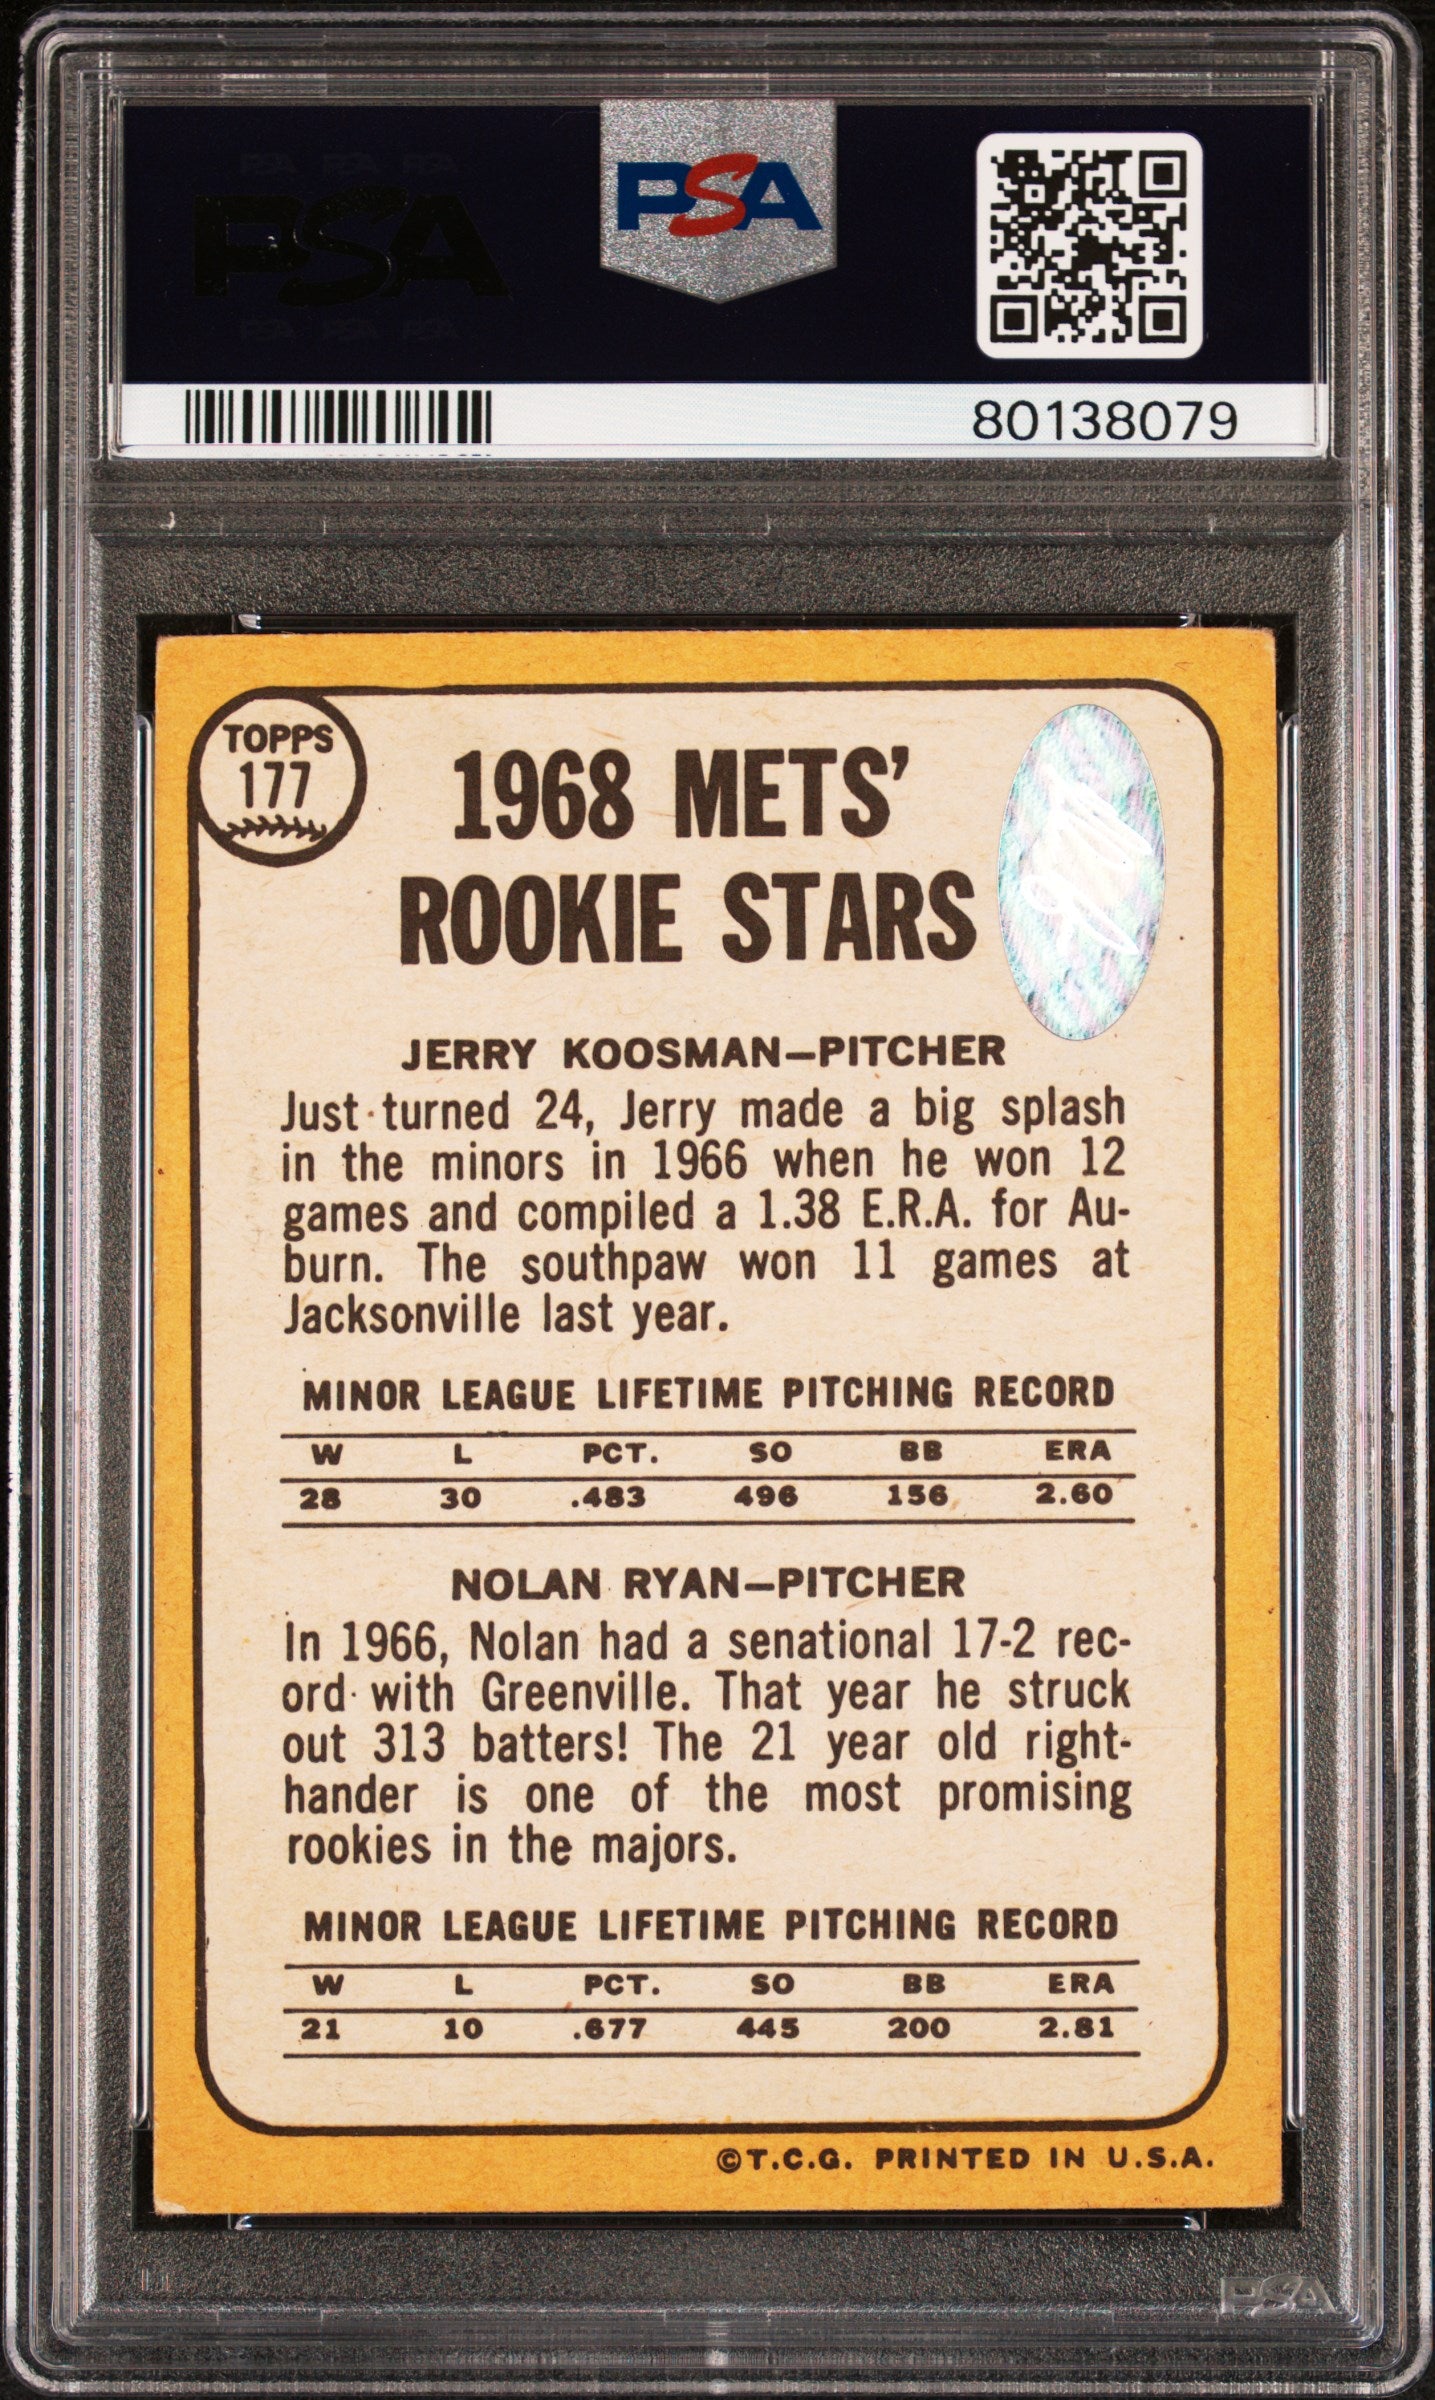 PSA PSA PSA
PSA
PSA PSA PSA
PSA
80138079
TOPPS
177
1968 METS'
ROOKIE STARS
JERRY KOOSMAN—PITCHER
Just turned 24, Jerry made a big splash
in the minors in 1966 when he won 12
games and compiled a 1.38 E.R.A. for Au-
burn. The southpaw won 11 games at
Jacksonville last year.
MINOR LEAGUE LIFETIME PITCHING RECORD
W L PCT. SO BB ERA
28 30 .483 496 156 2.60
NOLAN RYAN—PITCHER
In 1966, Nolan had a senational 17-2 rec-
ord with Greenville. That year he struck
out 313 batters! The 21 year old right-
hander is one of the most promising
rookies in the majors.
MINOR LEAGUE LIFETIME PITCHING RECORD
W L PCT. SO BB ERA
21 10 .677 445 200 2.81
©T.C.G. PRINTED IN U.S.A.
PSA